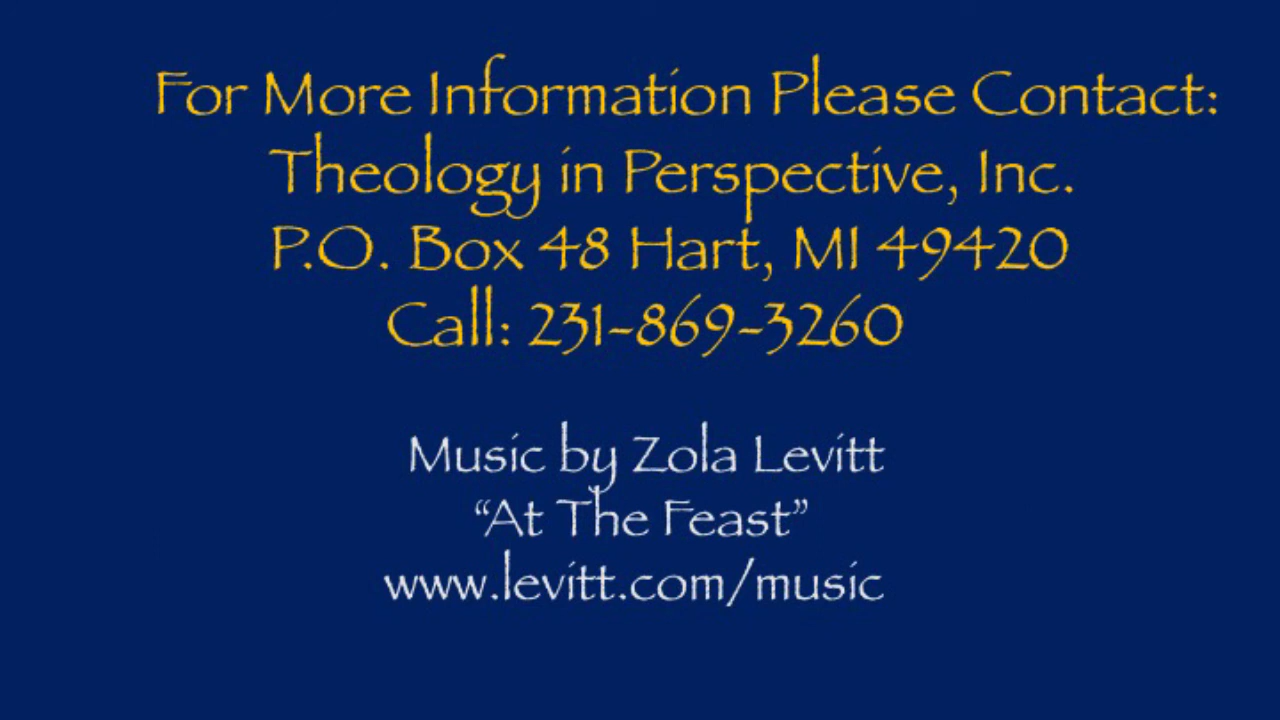 For More Information Please Contact:
Theology in Perspective, Inc.
P.O. Box 48 Hart, MI 49420
Call: 231-869-3260
Music by Zola Levitt
“At The Feast”
www.levitt.com/music